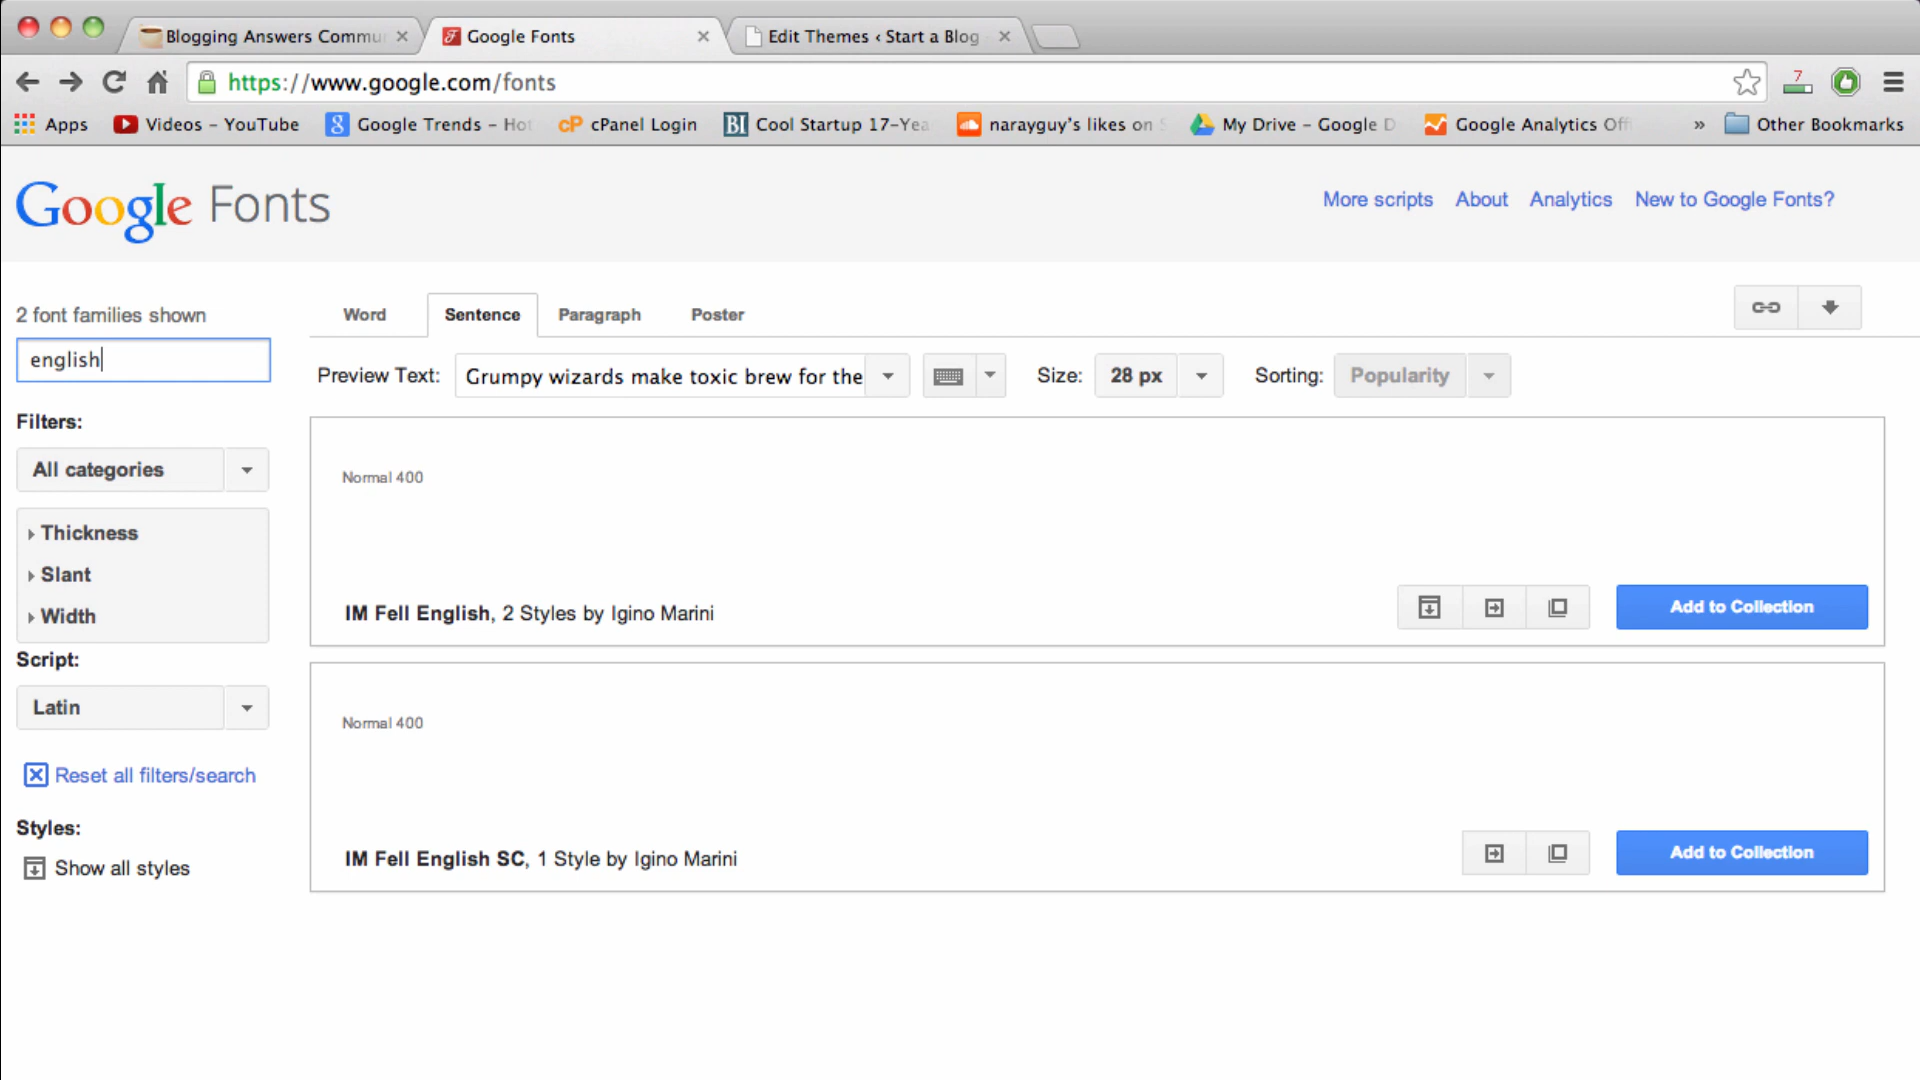 Blogging Answers Commu
Google Fonts
Edit Themes ‹ Start a Blog
https://www.google.com/fonts
7
Apps
Videos – YouTube
Google Trends – Hot
cPanel Login
Cool Startup 17-Yea
narayguy's likes on S
My Drive – Google D
Google Analytics Offi
»
Other Bookmarks
Google Fonts
More scripts
About
Analytics
New to Google Fonts?
2 font families shown
english
Word
Sentence
Paragraph
Poster
Preview Text:
Grumpy wizards make toxic brew for the
Size:
28 px
Sorting:
Popularity
Filters:
All categories
Thickness
Slant
Width
Script:
Latin
Reset all filters/search
Styles:
Show all styles
Normal 400
IM Fell English, 2 Styles by Igino Marini
Add to Collection
Normal 400
IM Fell English SC, 1 Style by Igino Marini
Add to Collection